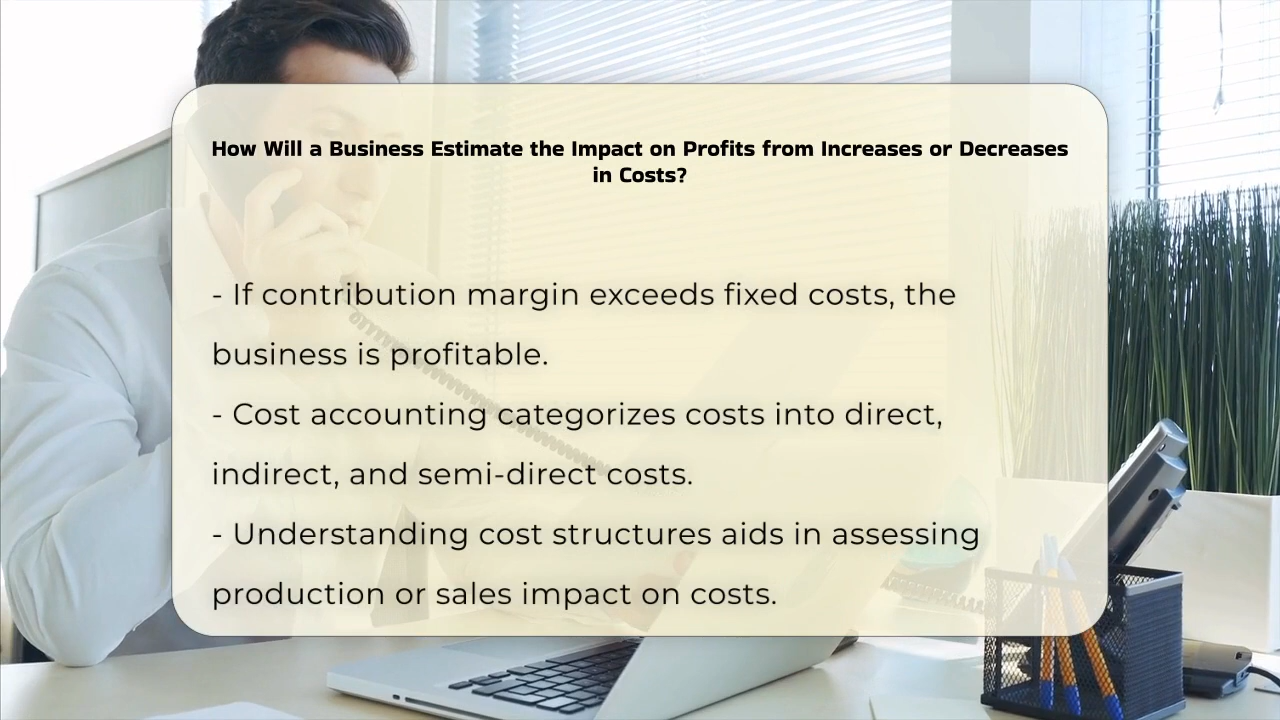 How Will a Business Estimate the Impact on Profits from Increases or Decreases
in Costs?
- If contribution margin exceeds fixed costs, the
business is profitable.
- Cost accounting categorizes costs into direct,
indirect, and semi-direct costs.
- Understanding cost structures aids in assessing
production or sales impact on costs.